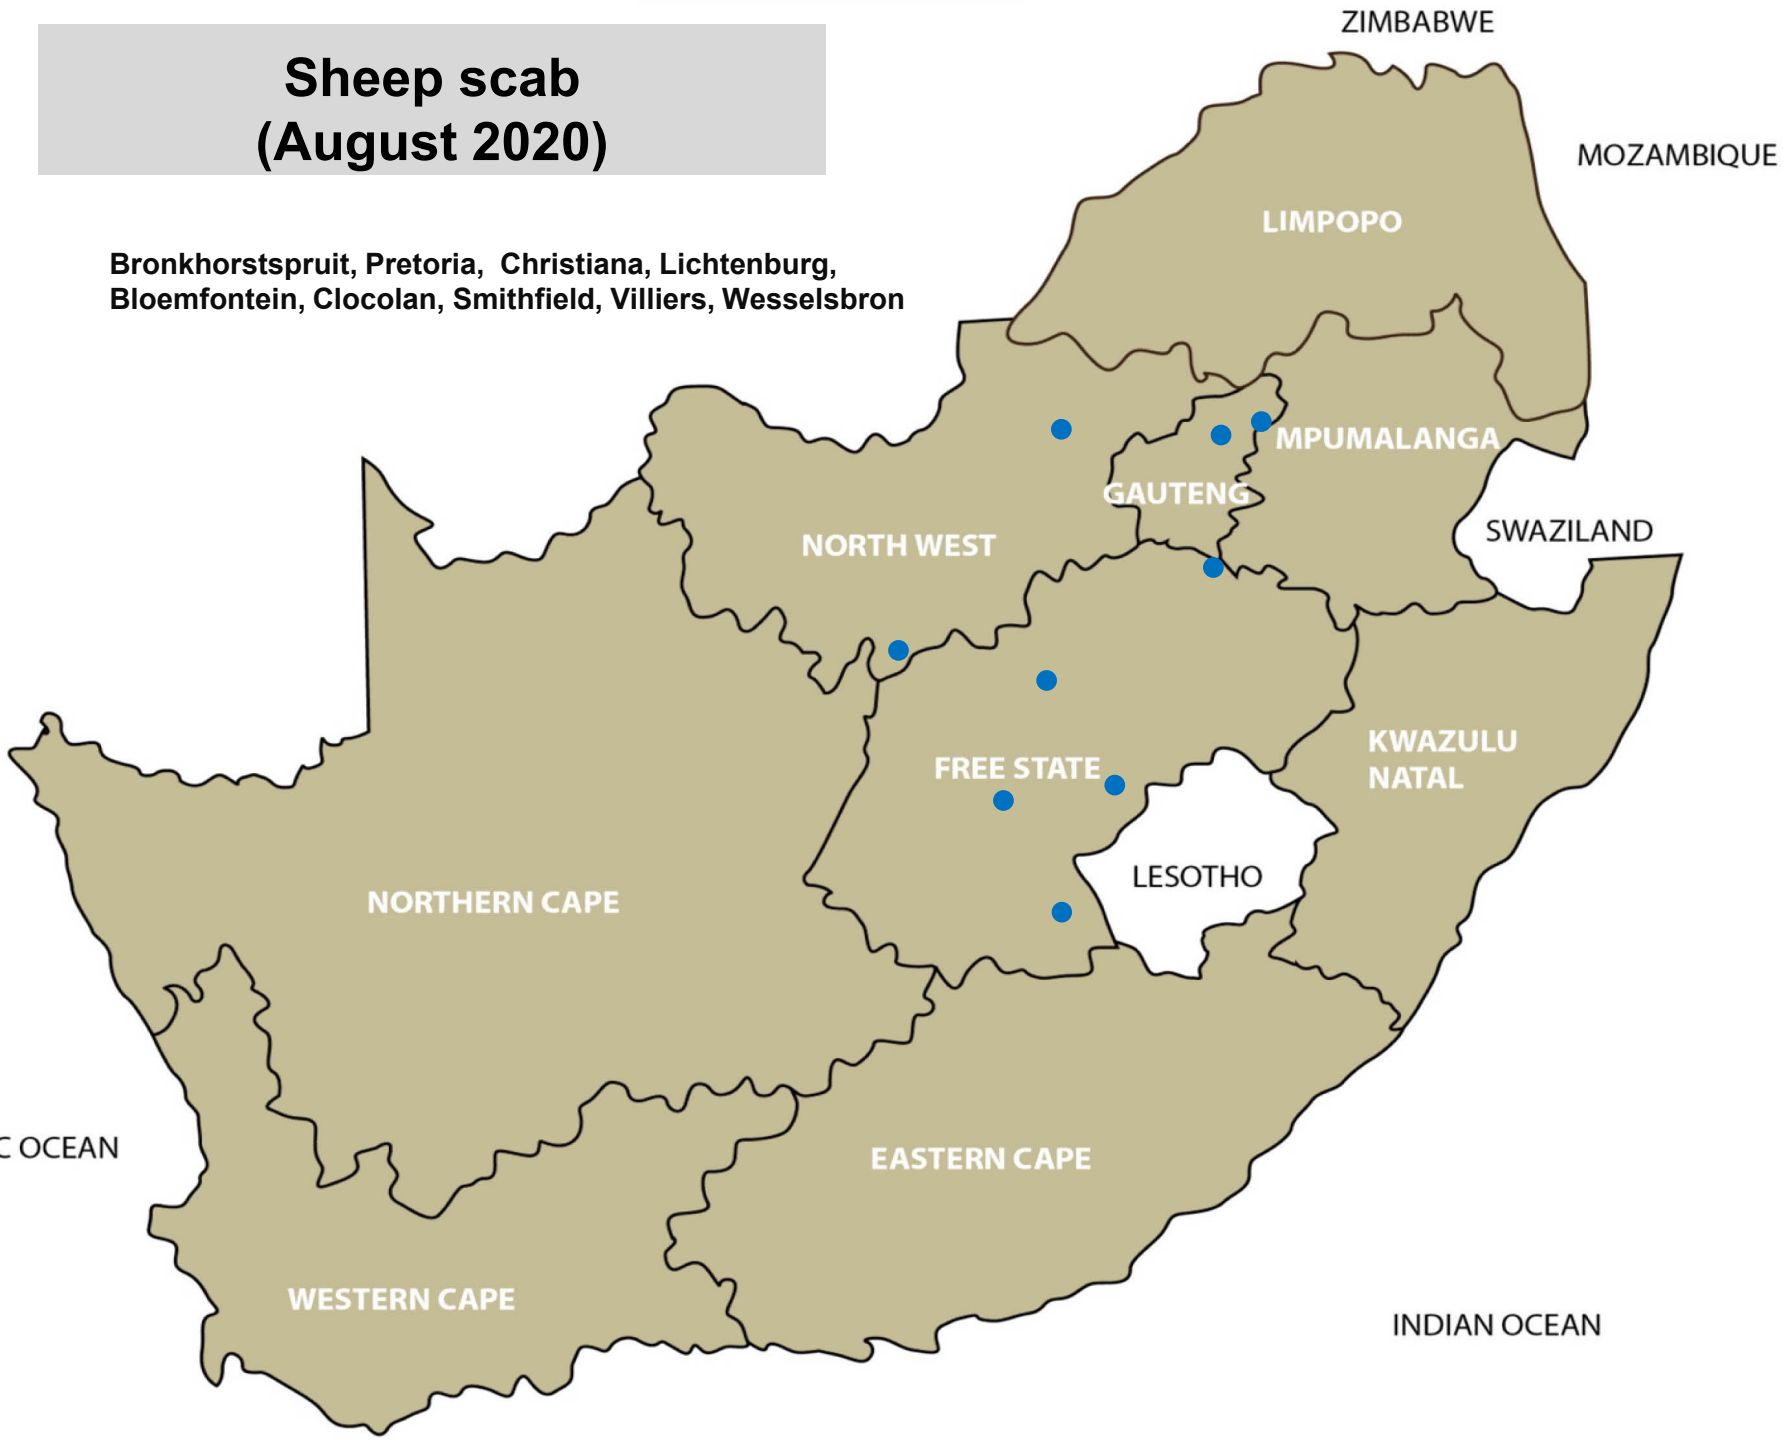 Sheep scab
(August 2020)
Bronkhorstspruit, Pretoria,  Christiana, Lichtenburg,
Bloemfontein, Clocolan, Smithfield, Villiers, Wesselsbron
ZIMBABWE
MOZAMBIQUE
LIMPOPO
MPUMALANGA
GAUTENG
SWAZILAND
NORTH WEST
KWAZULU
NATAL
FREE STATE
LESOTHO
NORTHERN CAPE
C OCEAN
EASTERN CAPE
WESTERN CAPE
INDIAN OCEAN